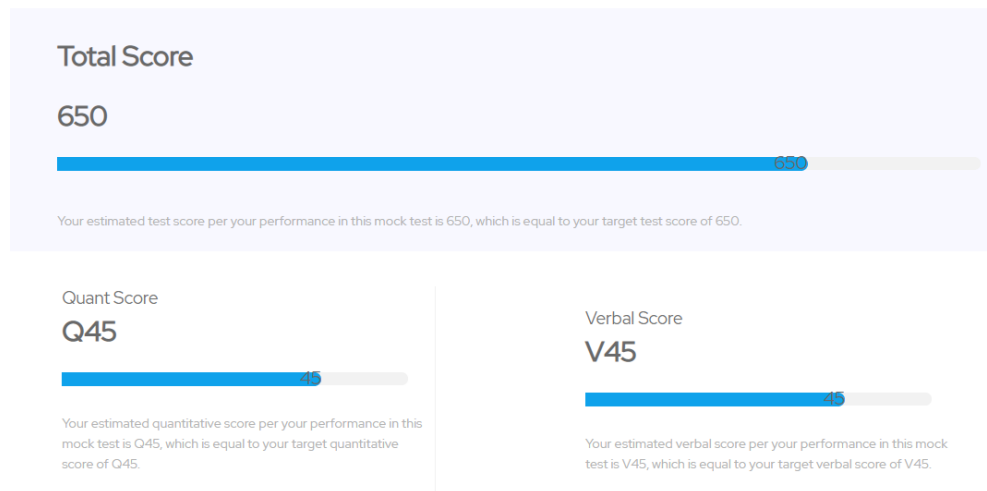 Total Score
650
650
Your estimated test score per your performance in this mock test is 650, which is equal to your target test score of 650.
Quant Score
Q45
45
Your estimated quantitative score per your performance in this
mock test is Q45, which is equal to your target quantitative
score of Q45.
Verbal Score
V45
45
Your estimated verbal score per your performance in this mock
test is V45, which is equal to your target verbal score of V45.